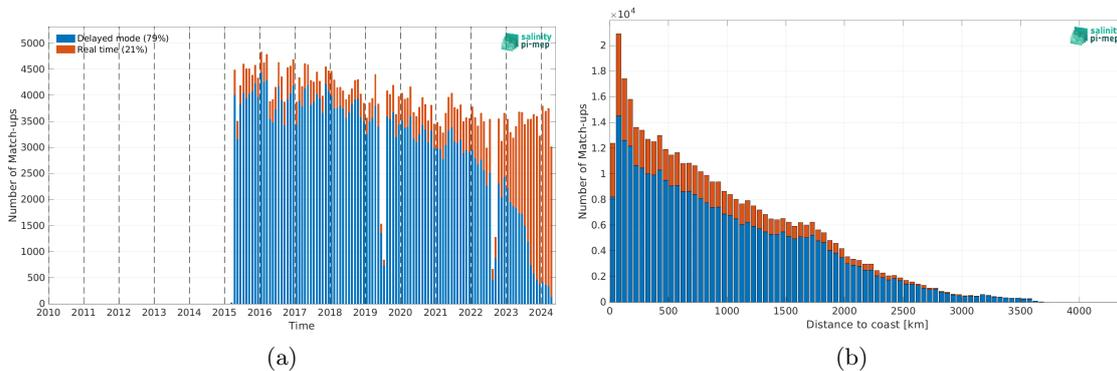 Delayed mode (79%)
Real time (21%)
salinity
pi-mep
Number of Match-ups
5000
4500
4000
3500
3000
2500
2000
1500
1000
500
0
2010 2011 2012 2013 2014 2015 2016 2017 2018 2019 2020 2021 2022 2023 2024
Time
(a)
×10⁴
salinity
pi-mep
Number of Match-ups
2
1.8
1.6
1.4
1.2
1
0.8
0.6
0.4
0.2
0
0 500 1000 1500 2000 2500 3000 3500 4000
Distance to coast [km]
(b)